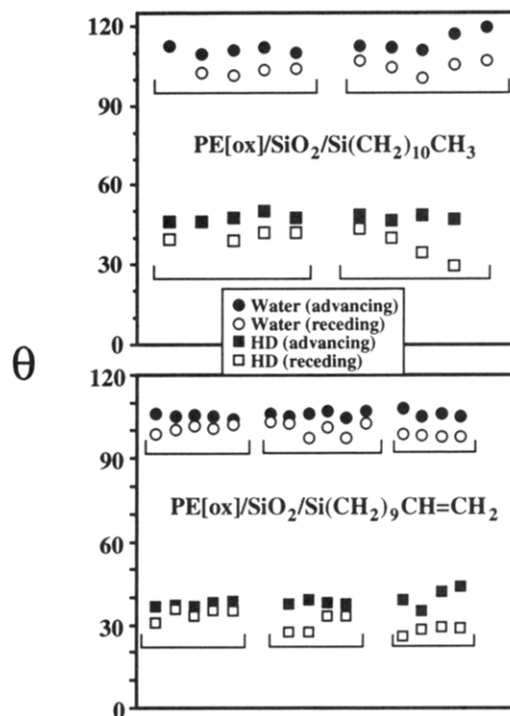 120
90
PE[ox]/SiO₂/Si(CH₂)₁₀CH₃
60
30
0
● Water (advancing)
○ Water (receding)
■ HD (advancing)
□ HD (receding)
θ
120
90
PE[ox]/SiO₂/Si(CH₂)₉CH=CH₂
60
30
0